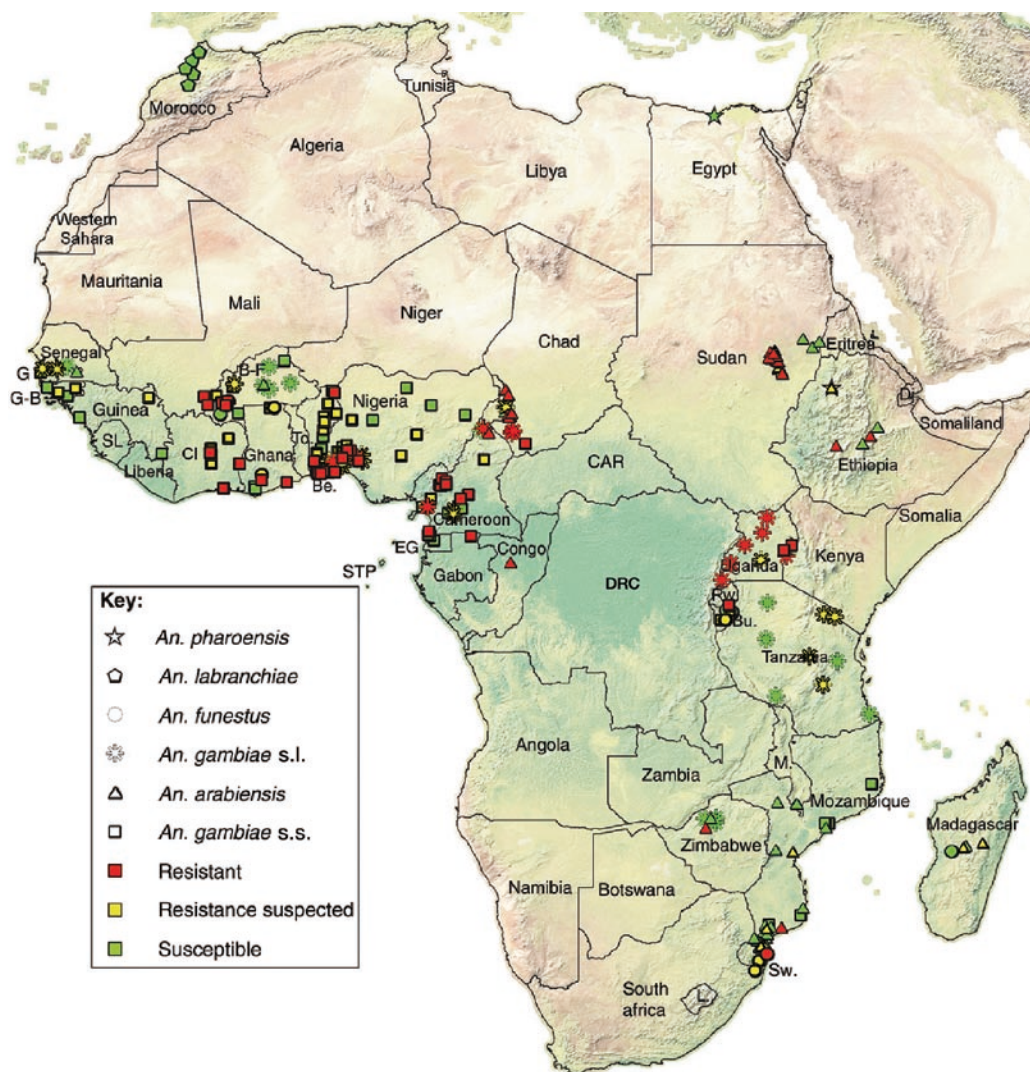 Tunisia
Morocco
Algeria
Libya
Egypt
Western
Sahara
Mauritania
Mali
Niger
Chad
Sudan
Eritrea
Senegal
G
B-F
D.
G-B
Guinea
Nigeria
Somaliland
SL
CI
Ghana
To.
Ethiopia
Liberia
Be.
CAR
Cameroon
Somalia
EG
Congo
Uganda
Kenya
STP
Gabon
DRC
Rw.
Bu.
Tanzania
Key:
An. pharoensis
An. labranchiae
An. funestus
An. gambiae s.l.
An. arabiensis
An. gambiae s.s.
Resistant
Resistance suspected
Susceptible
Angola
M.
Zambia
Mozambique
Madagascar
Zimbabwe
Namibia
Botswana
Sw.
South
africa
L.